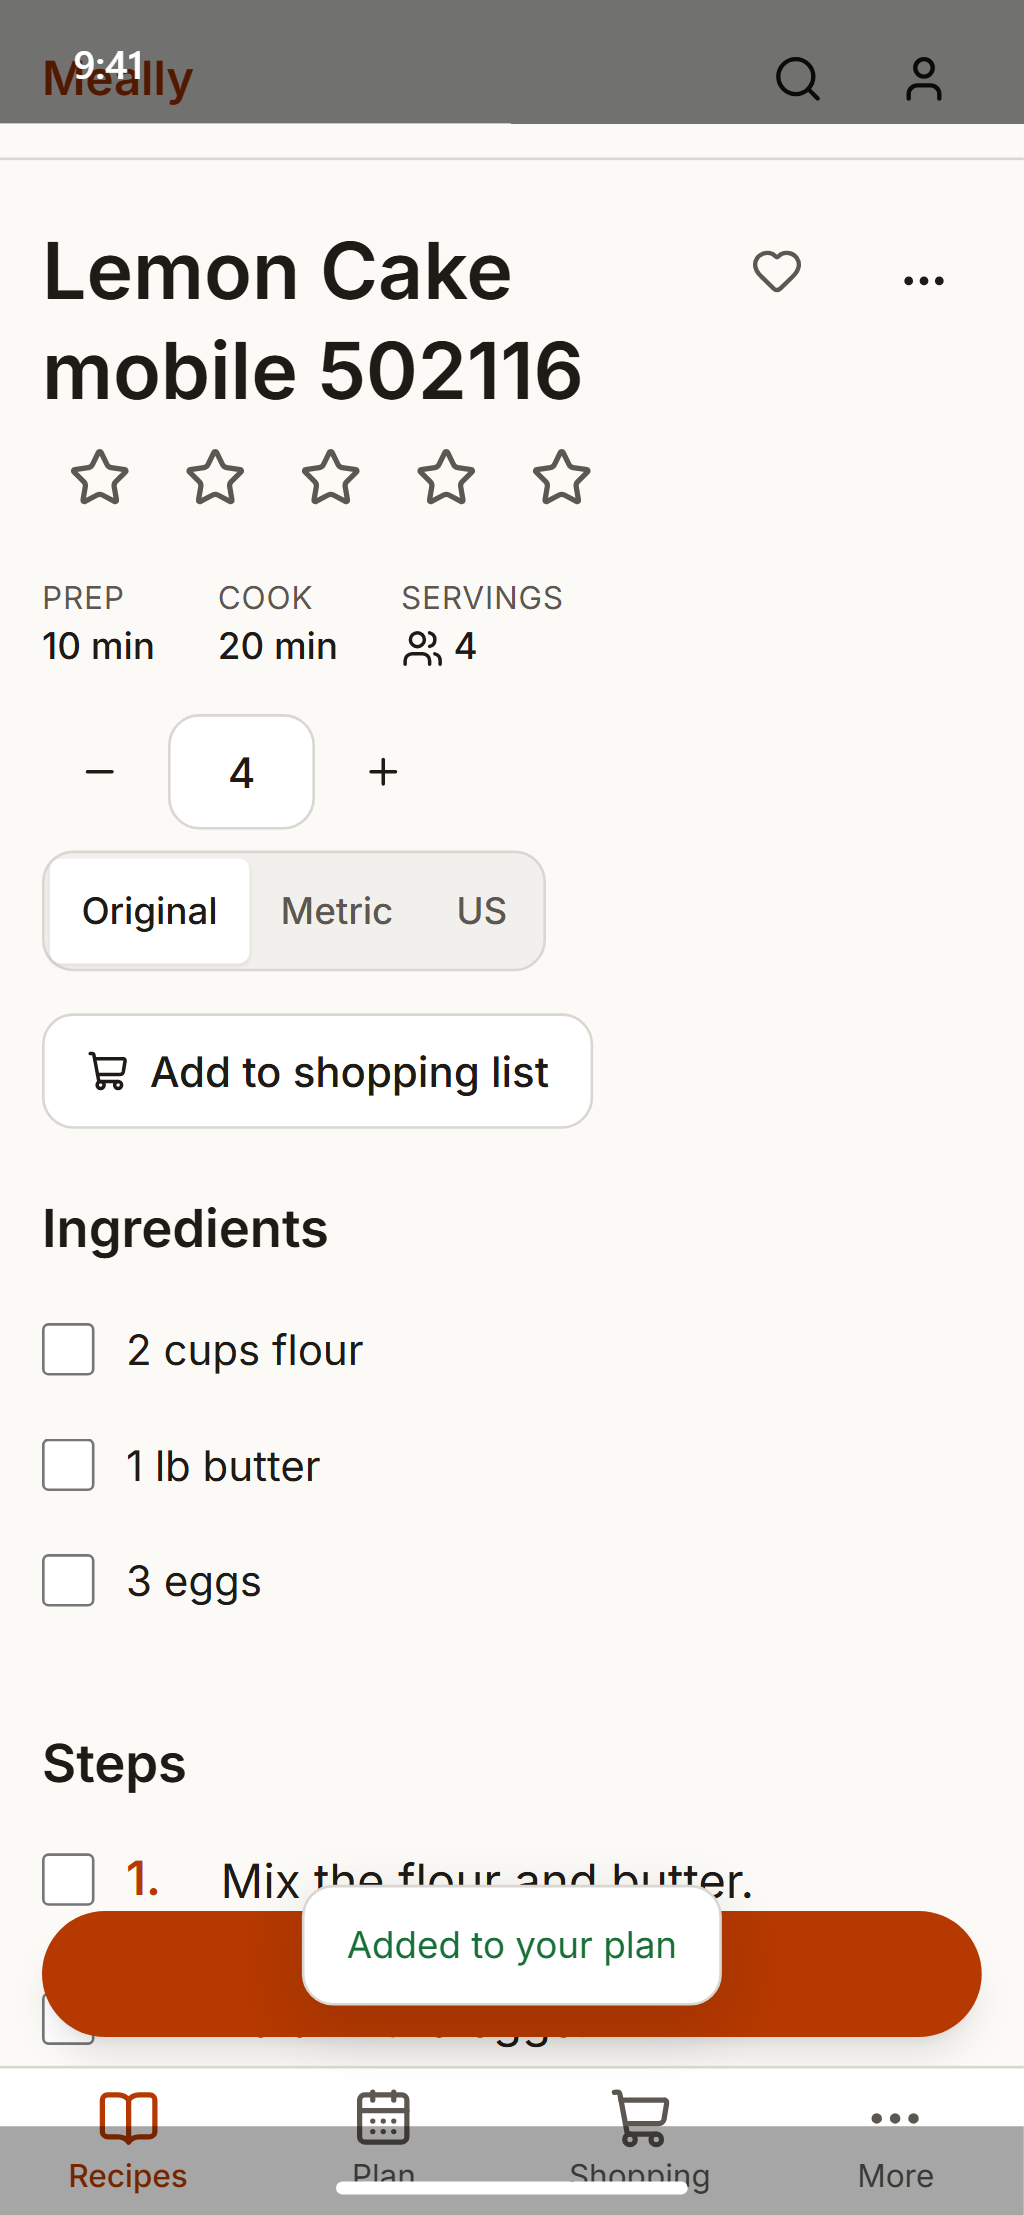 9:41
Meally
Lemon Cake
mobile 502116
PREP
COOK
SERVINGS
10 min
20 min
4
4
Original
Metric
US
Add to shopping list
Ingredients
2 cups flour
1 lb butter
3 eggs
Steps
1. Mix the flour and butter.
Added to your plan
Recipes
Plan
Shopping
More